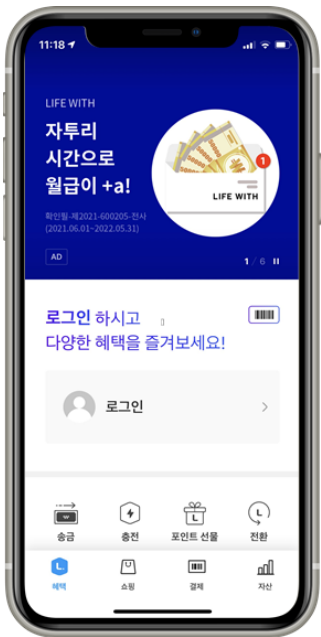 11:18
LIFE WITH
자투리
시간으로
월급이 +a!
확인필-제2021-600205-전사
(2021.06.01~2022.05.31)
1
LIFE WITH
AD
1 / 6
로그인 하시고
다양한 혜택을 즐겨보세요!
로그인
송금
충전
포인트 선물
전환
혜택
쇼핑
결제
자산